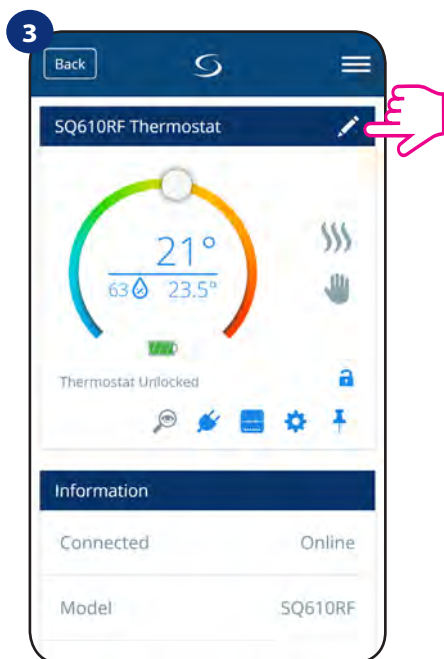 3
Back
SQ610RF Thermostat
21°
63 % 23.5°
Thermostat Unlocked
Information
Connected Online
Model SQ610RF